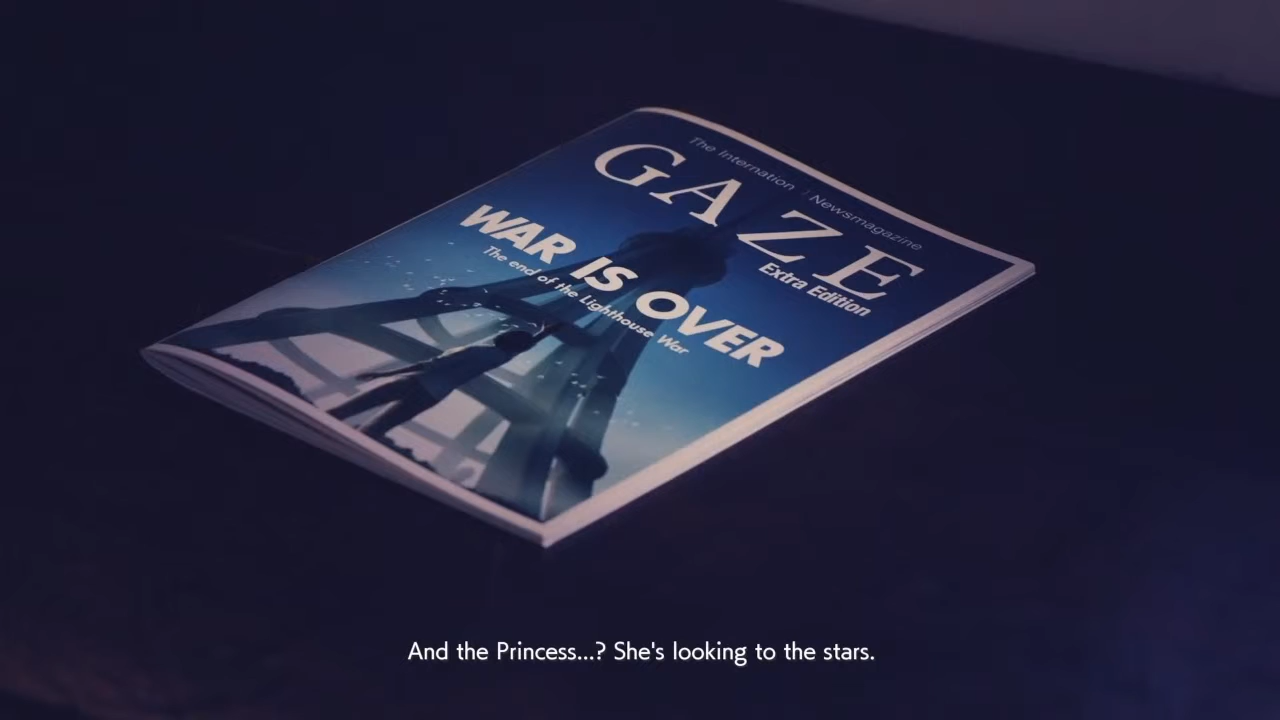 The Internation l Newsmagazine
GAZE
Extra Edition
WAR IS OVER
The end of the Lighthouse War
And the Princess...? She's looking to the stars.